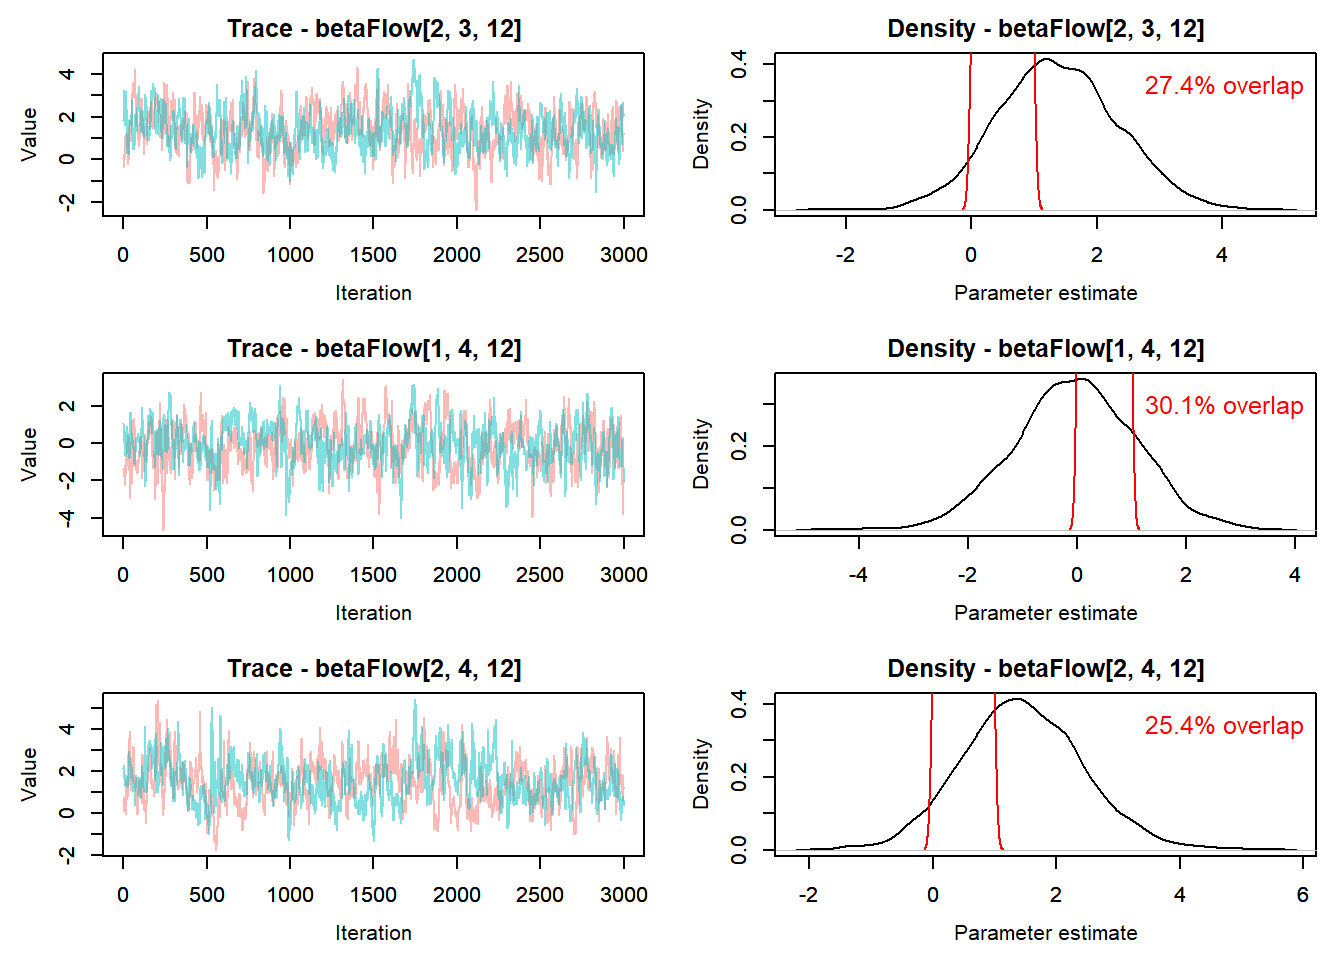 Trace - betaFlow[2, 3, 12]
Value
-2 0 2 4
0 500 1000 1500 2000 2500 3000
Iteration
Density - betaFlow[2, 3, 12]
Density
0.0 0.2 0.4
27.4% overlap
-2 0 2 4
Parameter estimate
Trace - betaFlow[1, 4, 12]
Value
-4 -2 0 2
0 500 1000 1500 2000 2500 3000
Iteration
Density - betaFlow[1, 4, 12]
Density
0.0 0.2
30.1% overlap
-4 -2 0 2 4
Parameter estimate
Trace - betaFlow[2, 4, 12]
Value
-2 0 2 4
0 500 1000 1500 2000 2500 3000
Iteration
Density - betaFlow[2, 4, 12]
Density
0.0 0.2 0.4
25.4% overlap
-2 0 2 4 6
Parameter estimate